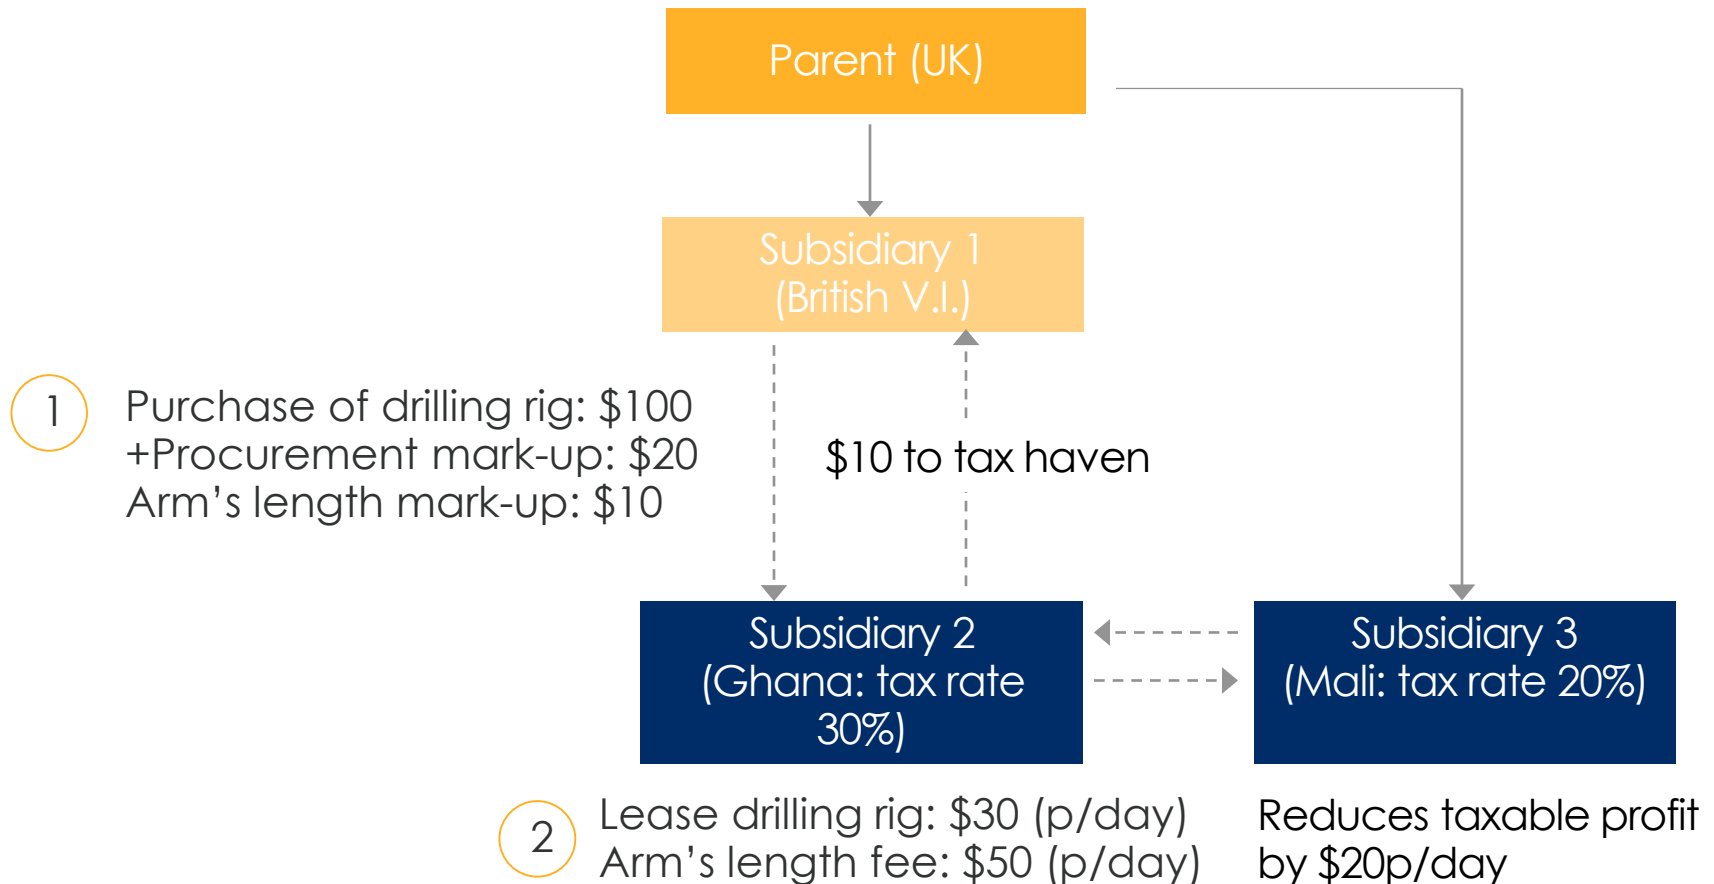 Parent (UK)
Subsidiary 1
(British V.I.)
1
Purchase of drilling rig: $100
+Procurement mark-up: $20
Arm's length mark-up: $10
$10 to tax haven
Subsidiary 2
(Ghana: tax rate
30%)
Subsidiary 3
(Mali: tax rate 20%)
2
Lease drilling rig: $30 (p/day)
Arm's length fee: $50 (p/day)
Reduces taxable profit
by $20p/day